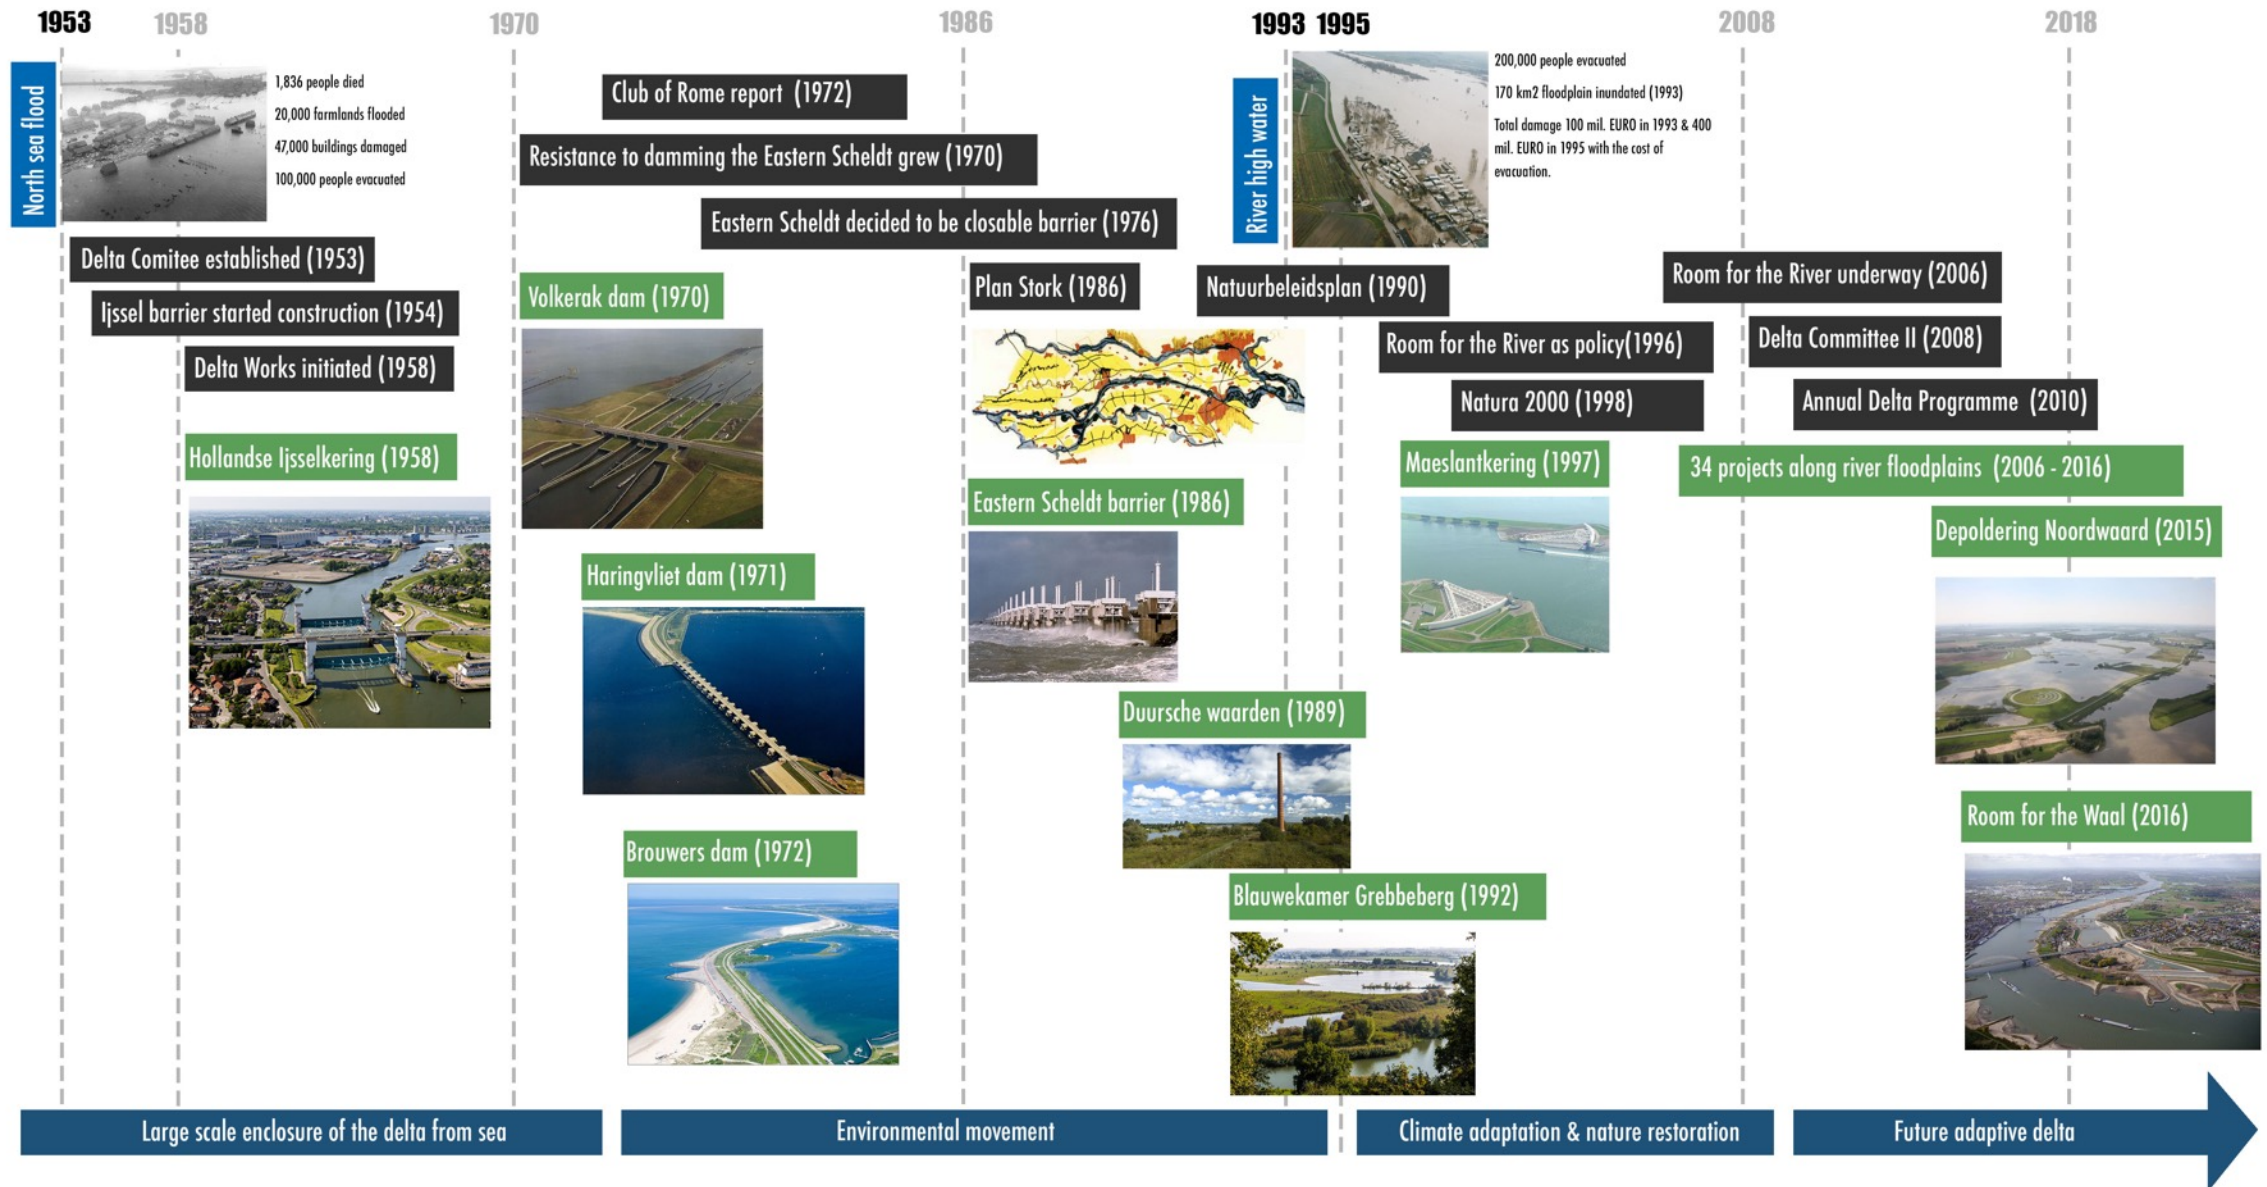 1953
1958
1970
1986
1993
1995
2008
2018
North sea flood
1,836 people died
20,000 farmlands flooded
47,000 buildings damaged
100,000 people evacuated
Club of Rome report (1972)
Resistance to damming the Eastern Scheldt grew (1970)
Eastern Scheldt decided to be closable barrier (1976)
River high water
200,000 people evacuated
170 km2 floodplain inundated (1993)
Total damage 100 mil. EURO in 1993 & 400
mil. EURO in 1995 with the cost of
evacuation.
Delta Comitee established (1953)
Ijssel barrier started construction (1954)
Delta Works initiated (1958)
Hollandse Ijsselkering (1958)
Volkerak dam (1970)
Haringvliet dam (1971)
Brouwers dam (1972)
Plan Stork (1986)
Eastern Scheldt barrier (1986)
Duursche waarden (1989)
Natuurbeleidsplan (1990)
Blauwekamer Grebbeberg (1992)
Room for the River as policy(1996)
Natura 2000 (1998)
Maeslantkering (1997)
Room for the River underway (2006)
Delta Committee II (2008)
Annual Delta Programme (2010)
34 projects along river floodplains (2006 - 2016)
Depoldering Noordwaard (2015)
Room for the Waal (2016)
Large scale enclosure of the delta from sea
Environmental movement
Climate adaptation & nature restoration
Future adaptive delta